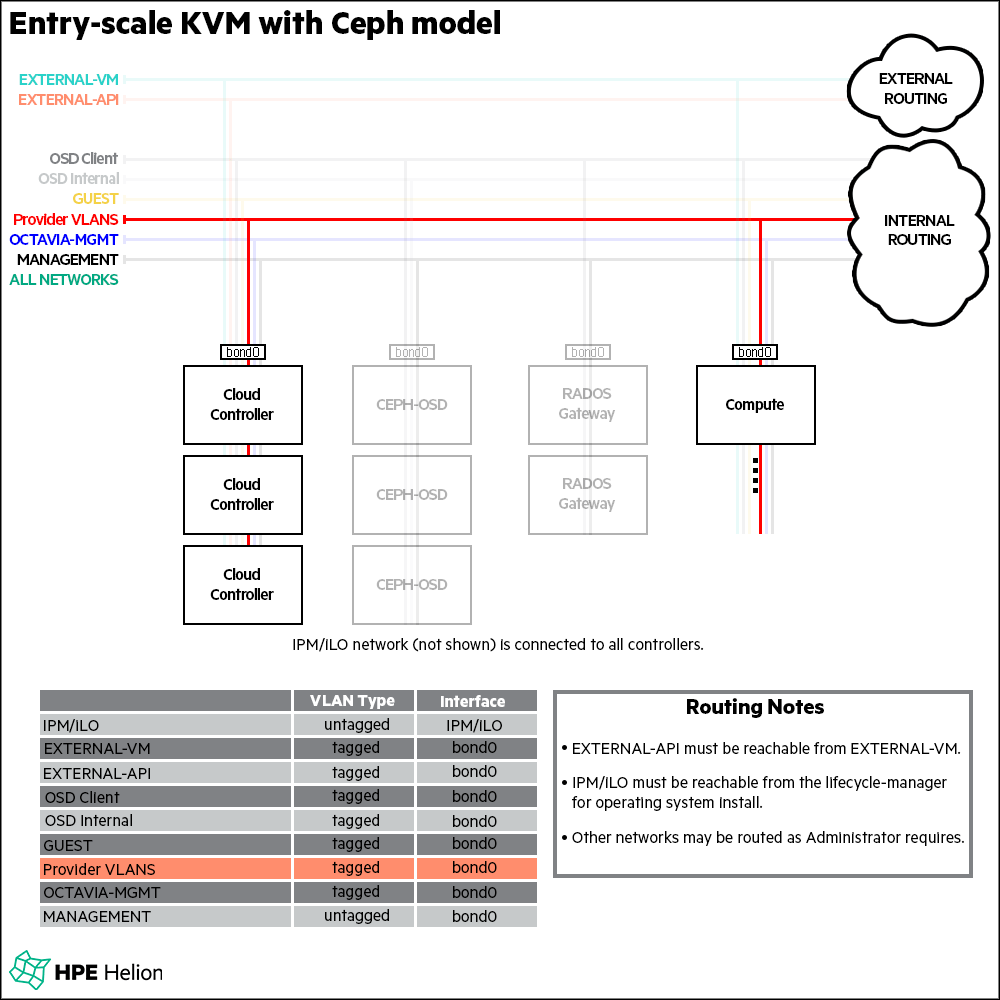 Entry-scale KVM with Ceph model
EXTERNAL-VM
EXTERNAL-API
EXTERNAL
ROUTING
OSD Client
OSD Internal
GUEST
Provider VLANS
OCTAVIA-MGMT
MANAGEMENT
ALL NETWORKS
INTERNAL
ROUTING
bond0 bond0 bond0 bond0
Cloud
Controller
CEPH-OSD
RADOS
Gateway
Compute
Cloud
Controller
CEPH-OSD
RADOS
Gateway
Cloud
Controller
CEPH-OSD
IPM/ILO network (not shown) is connected to all controllers.
VLAN Type Interface
IPM/ILO untagged IPM/ILO
EXTERNAL-VM tagged bond0
EXTERNAL-API tagged bond0
OSD Client tagged bond0
OSD Internal tagged bond0
GUEST tagged bond0
Provider VLANS tagged bond0
OCTAVIA-MGMT tagged bond0
MANAGEMENT untagged bond0
Routing Notes
• EXTERNAL-API must be reachable from EXTERNAL-VM.
• IPM/ILO must be reachable from the lifecycle-manager
for operating system install.
• Other networks may be routed as Administrator requires.
HPE Helion